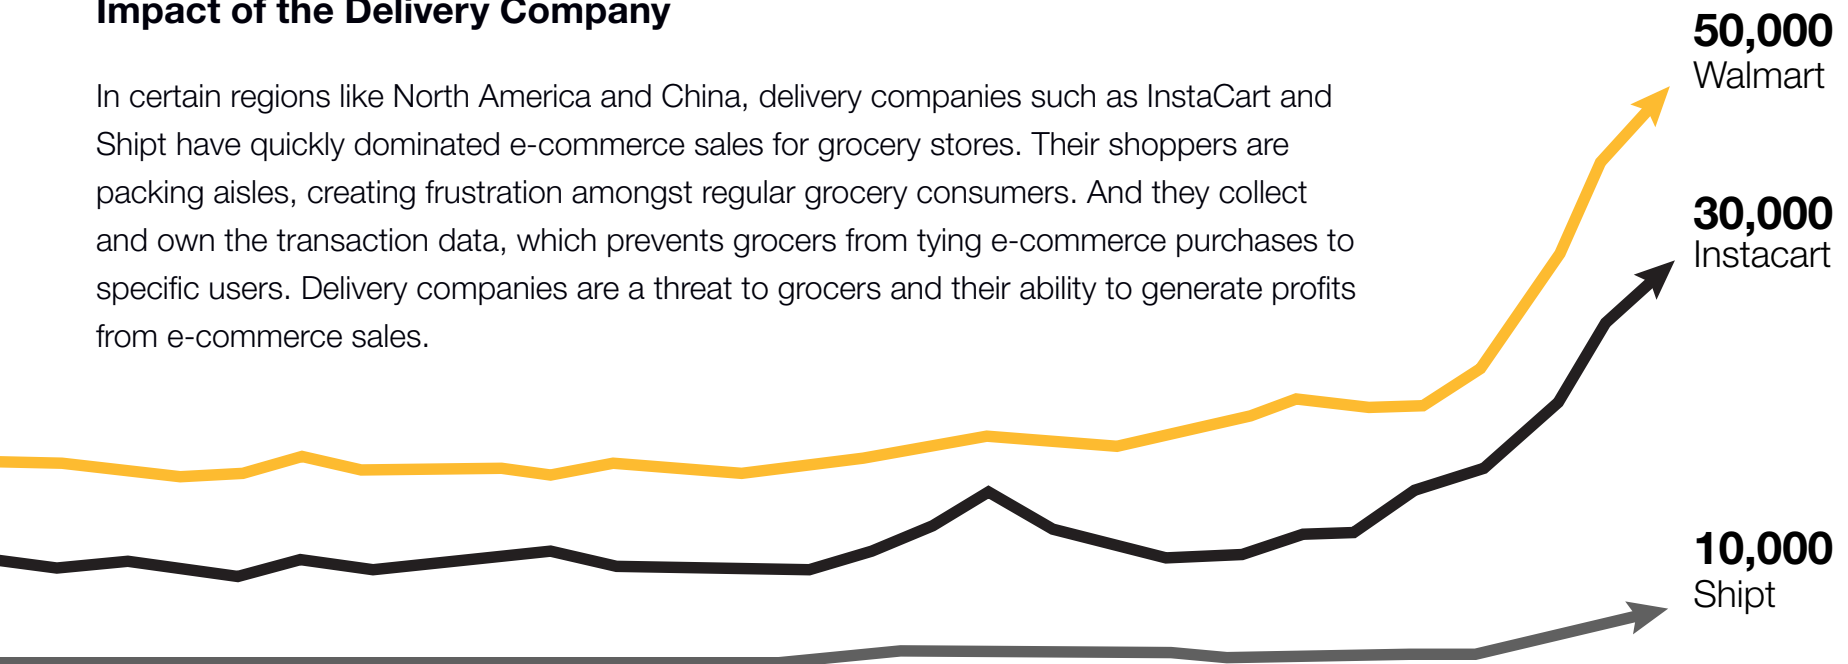 Impact of the Delivery Company
In certain regions like North America and China, delivery companies such as InstaCart and
Shipt have quickly dominated e-commerce sales for grocery stores. Their shoppers are
packing aisles, creating frustration amongst regular grocery consumers. And they collect
and own the transaction data, which prevents grocers from tying e-commerce purchases to
specific users. Delivery companies are a threat to grocers and their ability to generate profits
from e-commerce sales.
50,000
Walmart
30,000
Instacart
10,000
Shipt